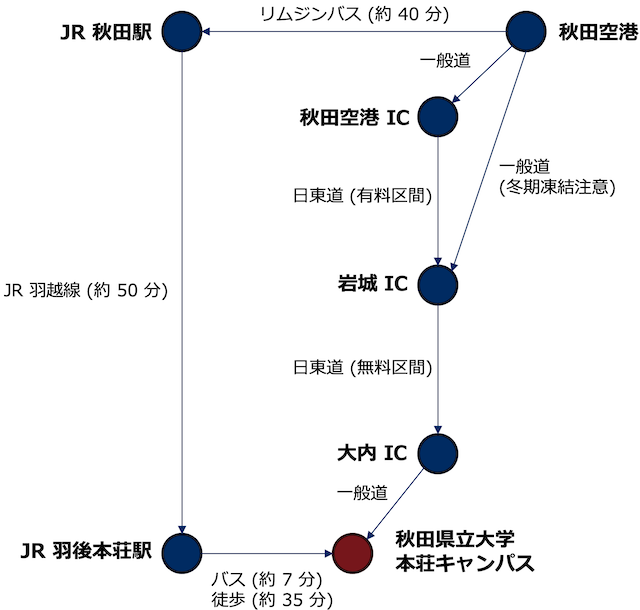 リムジンバス (約 40 分)
JR 秋田駅
秋田空港
一般道
秋田空港 IC
一般道
(冬期凍結注意)
日東道 (有料区間)
岩城 IC
JR 羽越線 (約 50 分)
日東道 (無料区間)
大内 IC
一般道
JR 羽後本荘駅
秋田県立大学
本荘キャンパス
バス (約 7 分)
徒歩 (約 35 分)